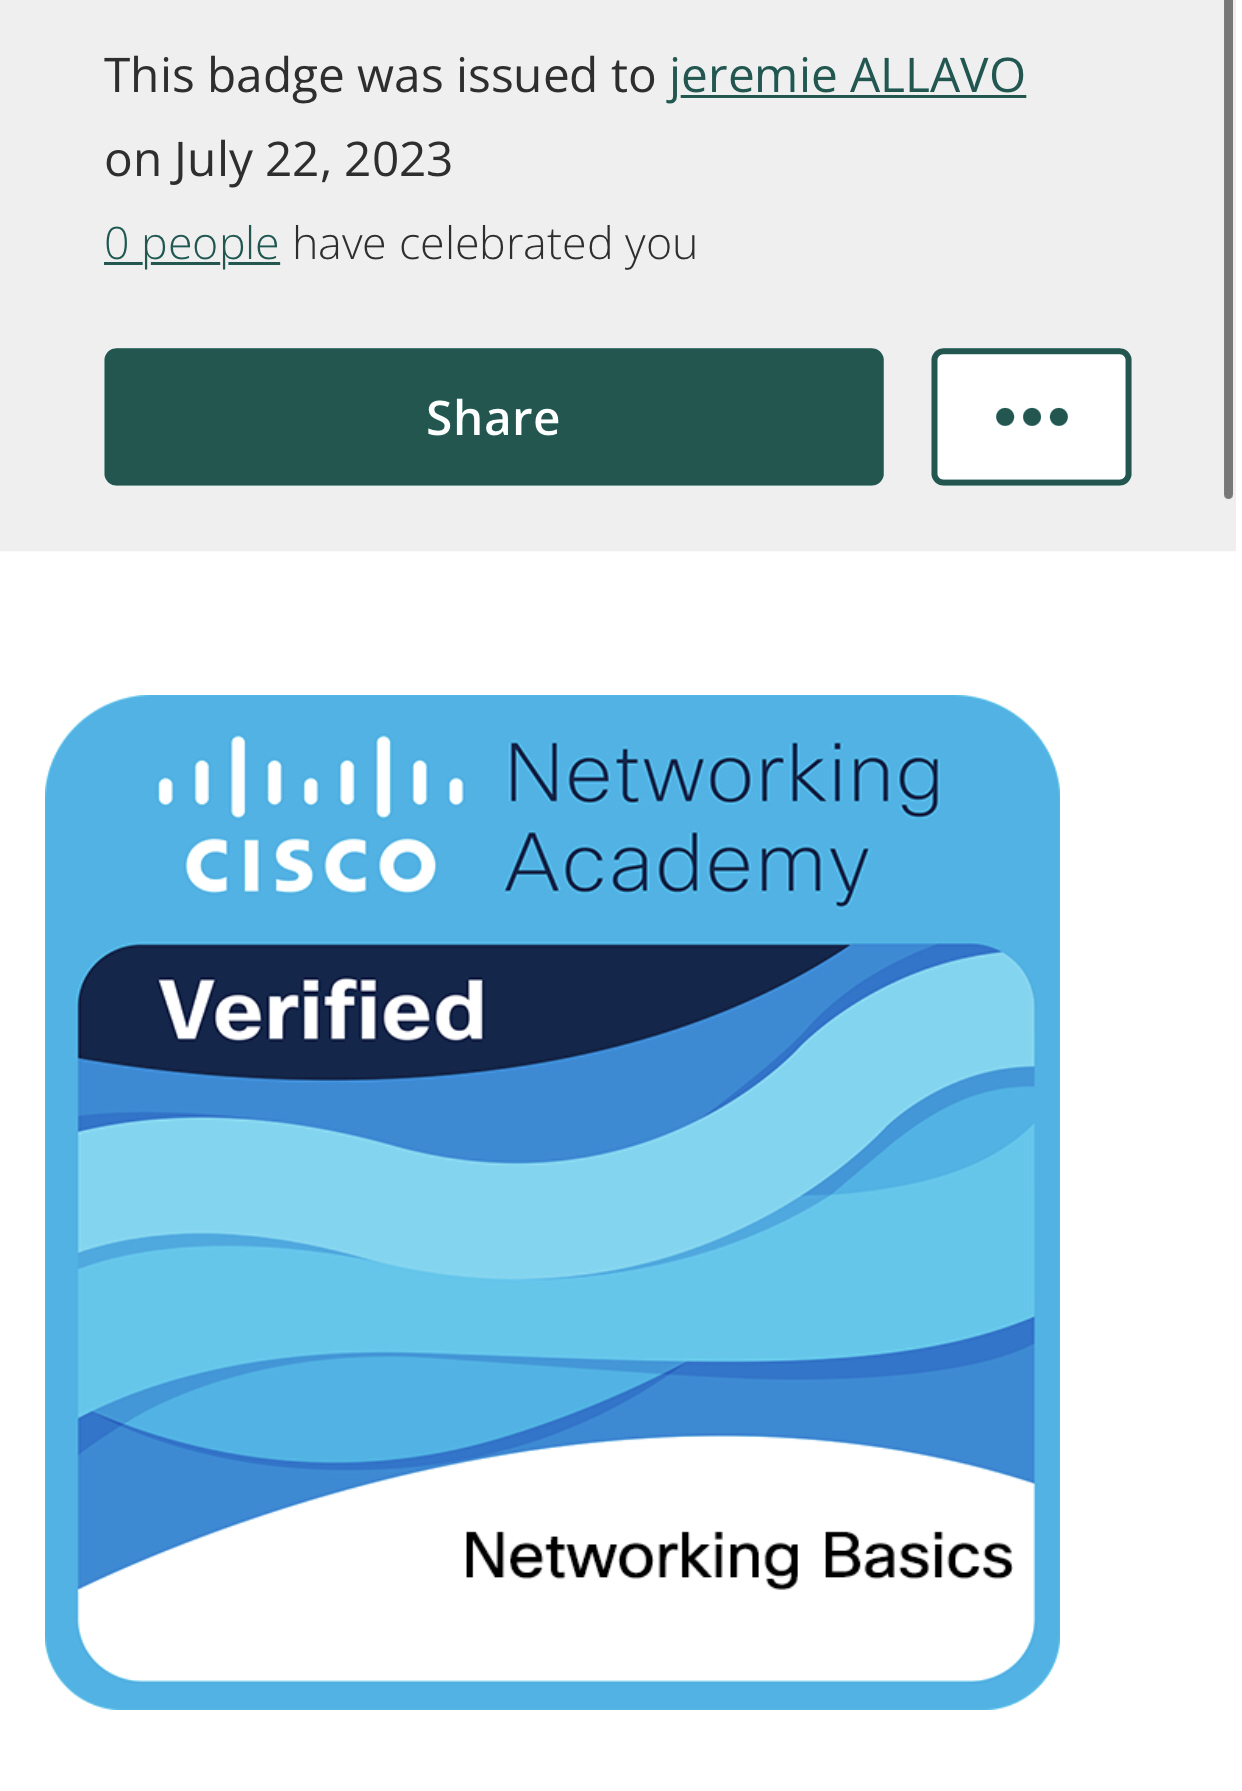 This badge was issued to jeremie ALLAVO
on July 22, 2023
0 people have celebrated you
Share
CISCO
Networking
Academy
Verified
Networking Basics